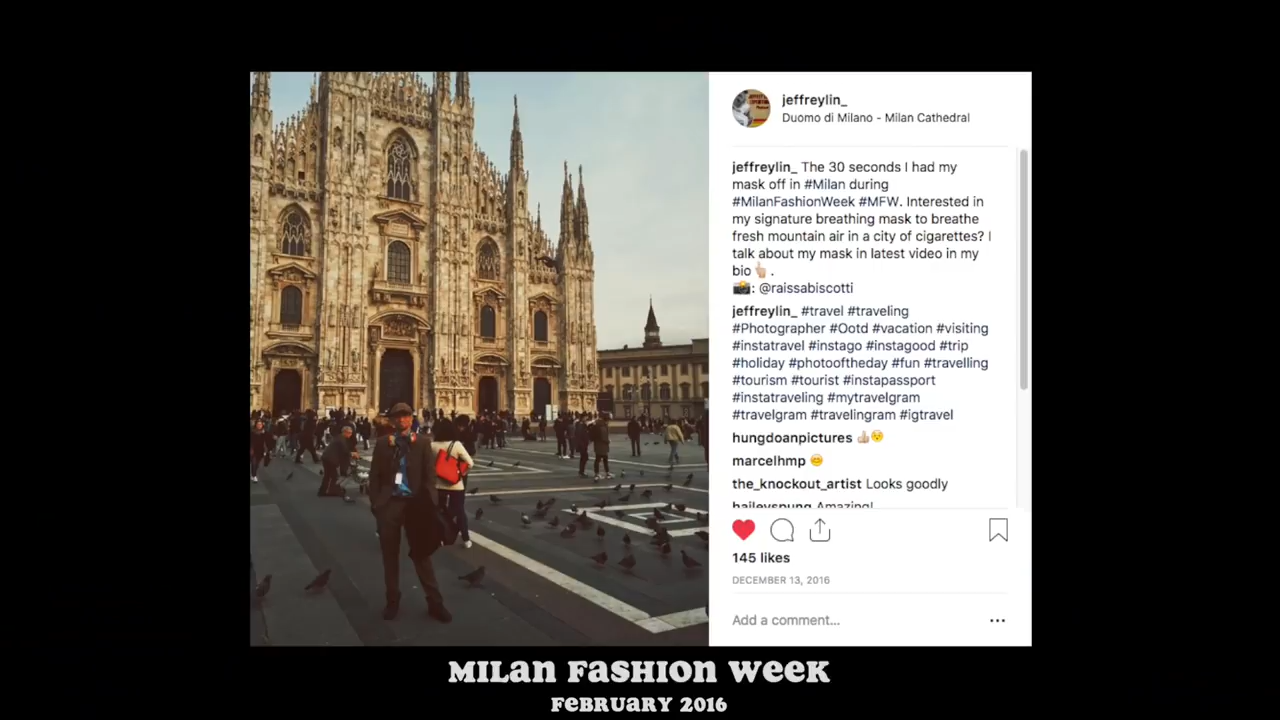 jeffreylin_
Duomo di Milano - Milan Cathedral
jeffreylin_ The 30 seconds I had my
mask off in #Milan during
#MilanFashionWeek #MFW. Interested in
my signature breathing mask to breathe
fresh mountain air in a city of cigarettes? I
talk about my mask in latest video in my
bio👆🏼.
📸: @raissabiscotti
jeffreylin_ #travel #traveling
#Photographer #Ootd #vacation #visiting
#instatravel #instago #instagood #trip
#holiday #photooftheday #fun #travelling
#tourism #tourist #instapassport
#instatraveling #mytravelgram
#travelgram #travelingram #igtravel
hungdoanpictures 👍🏼😯
marcelhmp 😊
the_knockout_artist Looks goodly
haileyspung Amazing!
145 likes
DECEMBER 13, 2016
Add a comment...
MILAN FASHION WEEK
FEBRUARY 2016